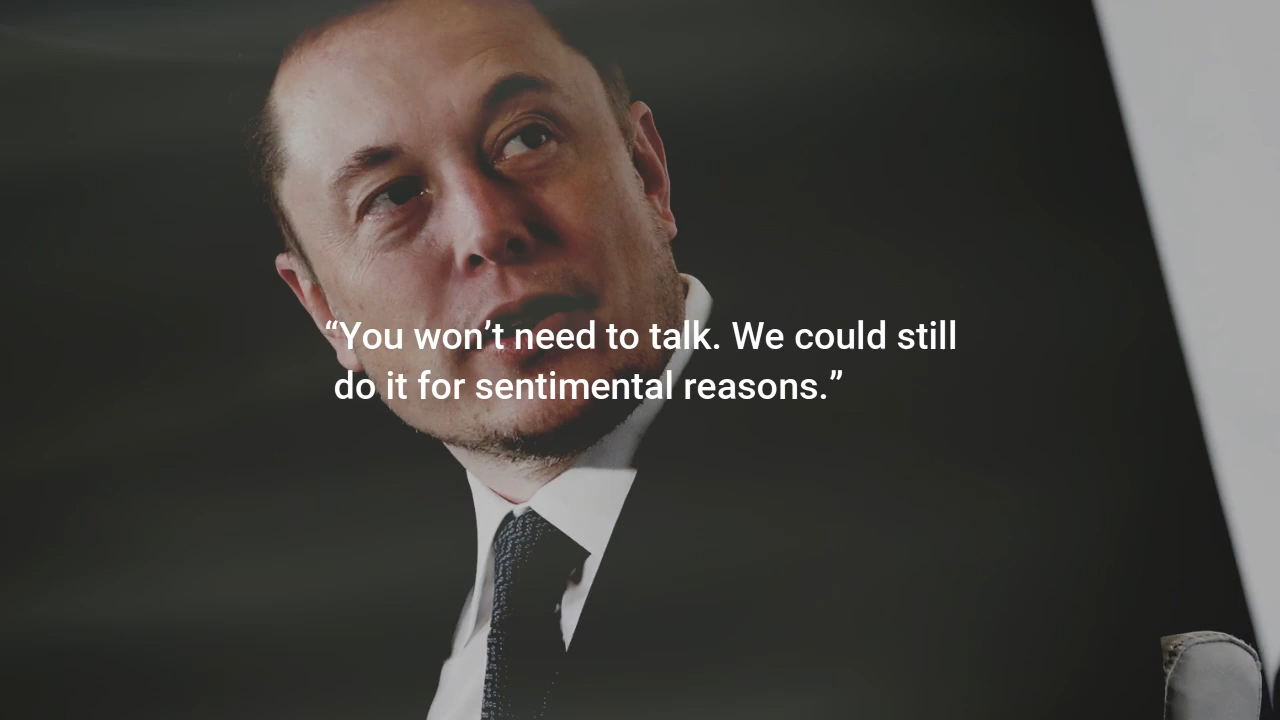 “You won’t need to talk. We could still
do it for sentimental reasons.”